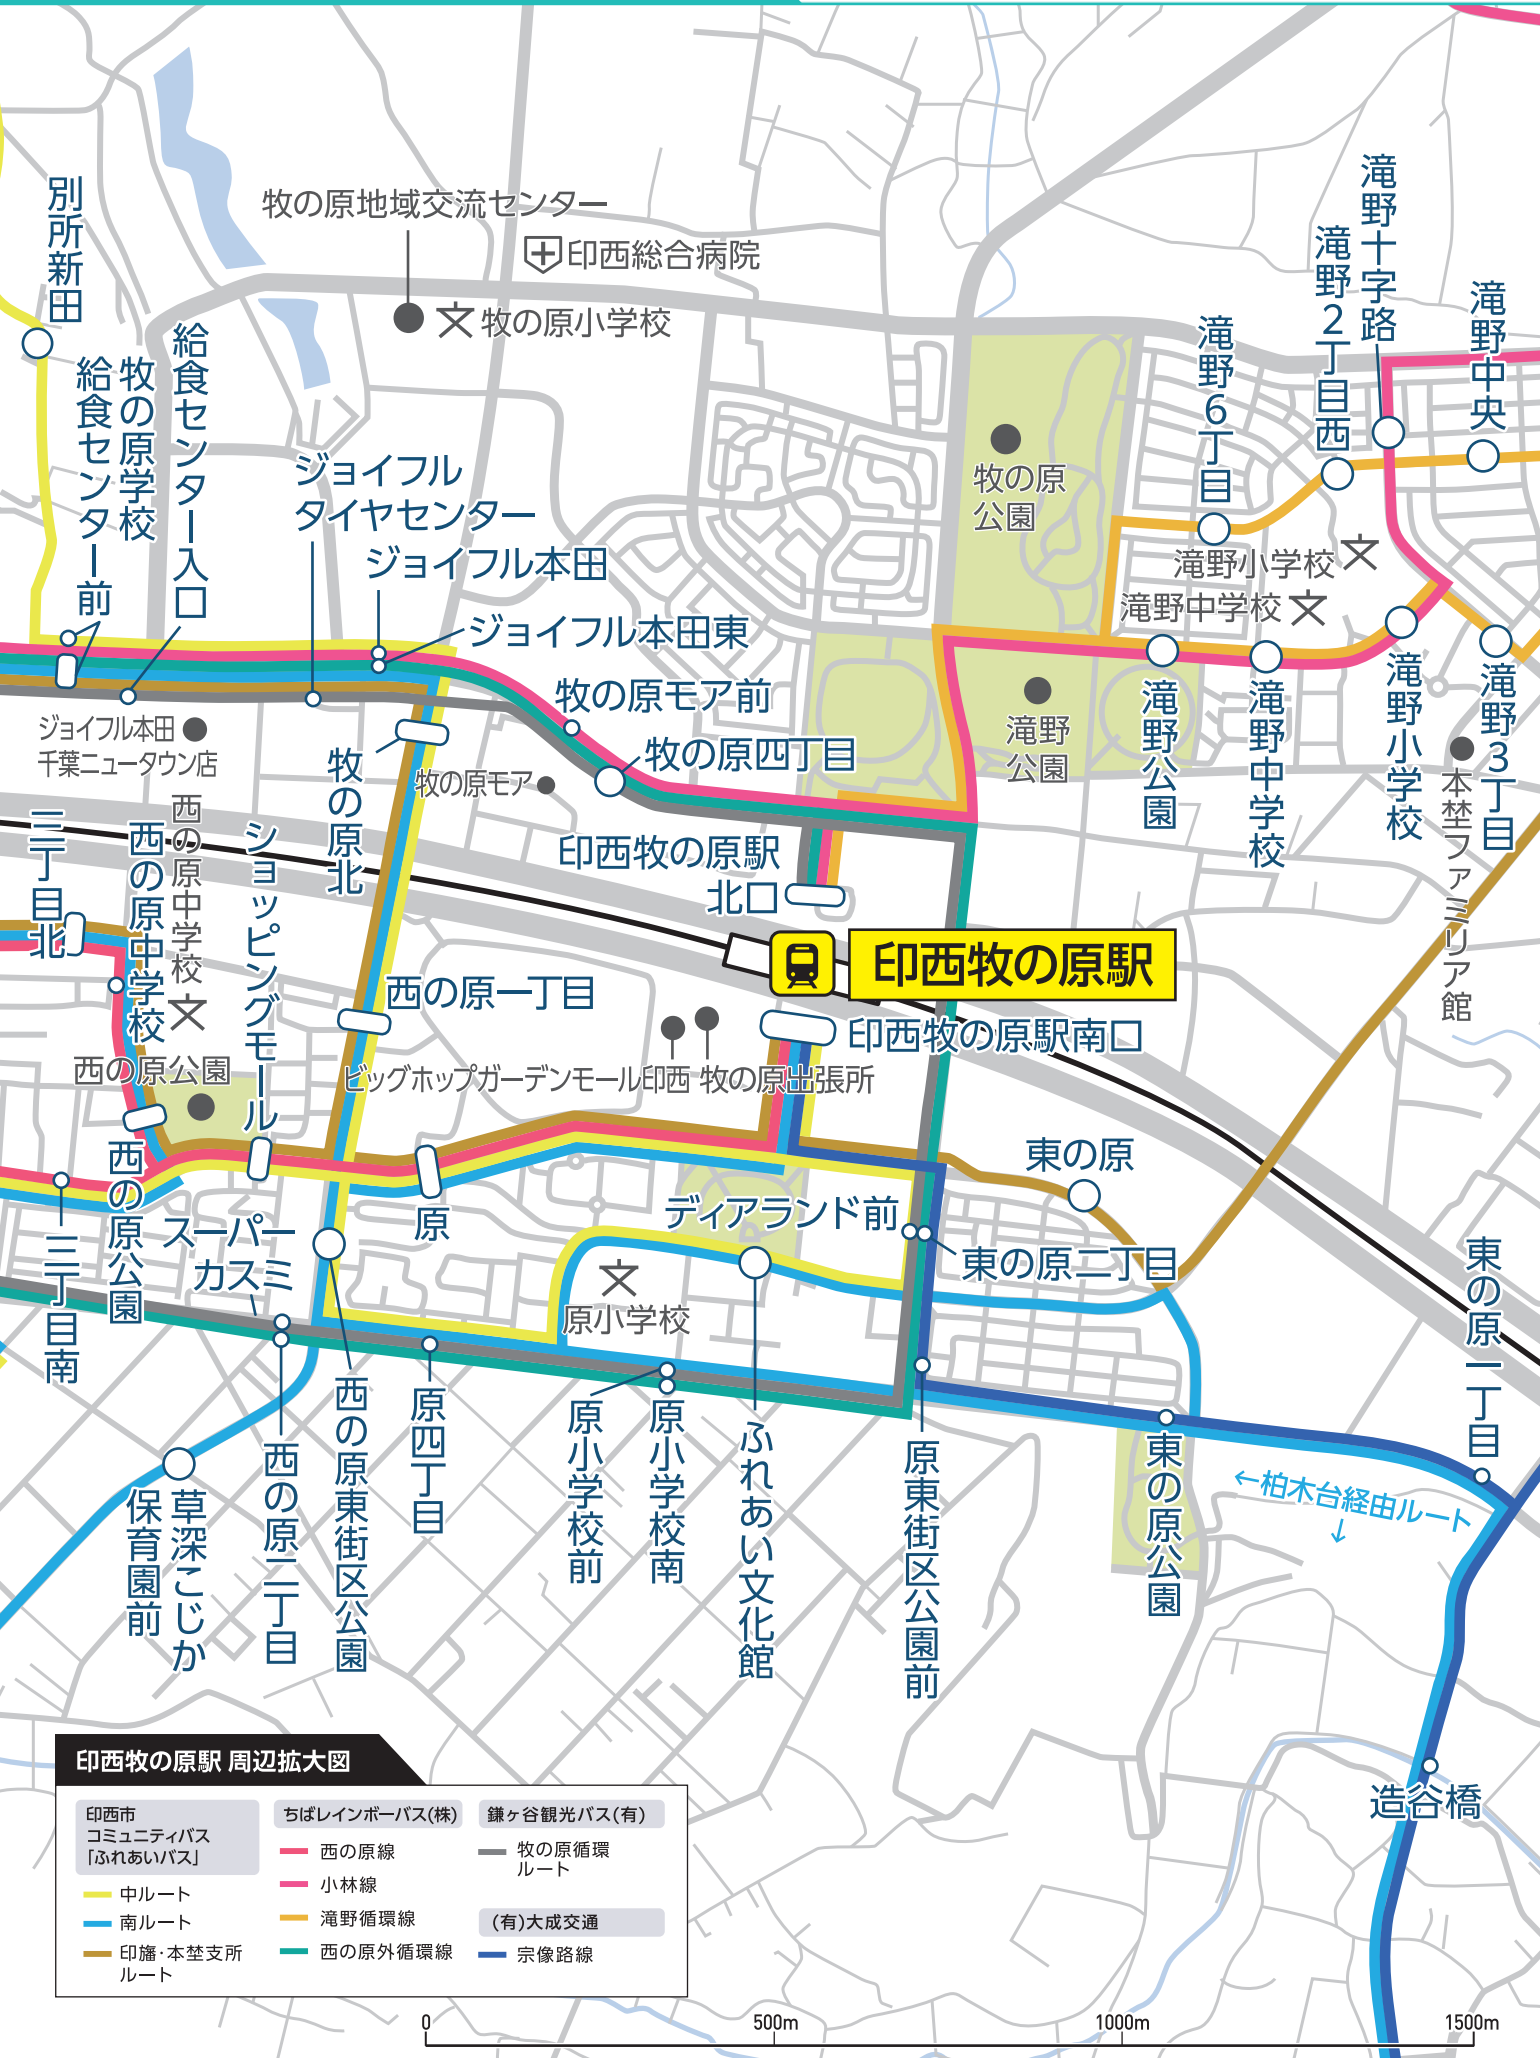 別所新田
牧の原地域交流センター
印西総合病院
牧の原小学校
給食センター入口
牧の原学校
給食センター前
ジョイフル
タイヤセンター
ジョイフル本田
ジョイフル本田東
牧の原モア前
牧の原四丁目
牧の原
公園
滝野十字路
滝野2丁目西
滝野6丁目
滝野中央
滝野小学校
滝野中学校
滝野公園
滝野中学校
滝野小学校
滝野3丁目
滝野
公園
本埜ファミリア館
ジョイフル本田
千葉ニュータウン店
牧の原モア
牧の原北
印西牧の原駅
北口
印西牧の原駅
印西牧の原駅南口
三丁目北
西の原中学校
西の原中学校
ショッピングモール
西の原一丁目
ビッグホップガーデンモール印西
牧の原出張所
西の原公園
西の原公園
三丁目南
スーパー
カスミ
原
ディアランド前
東の原
東の原二丁目
東の原一丁目
原小学校
草深こじか
保育園前
西の原二丁目
西の原東街区公園
原四丁目
原小学校前
原小学校南
ふれあい文化館
原東街区公園前
東の原公園
←柏木台経由ルート
↓
造谷橋
印西牧の原駅 周辺拡大図
印西市
コミュニティバス
「ふれあいバス」
中ルート
南ルート
印旛・本埜支所
ルート
ちばレインボーバス(株)
西の原線
小林線
滝野循環線
西の原外循環線
鎌ヶ谷観光バス(有)
牧の原循環
ルート
(有)大成交通
宗像路線
0
500m
1000m
1500m